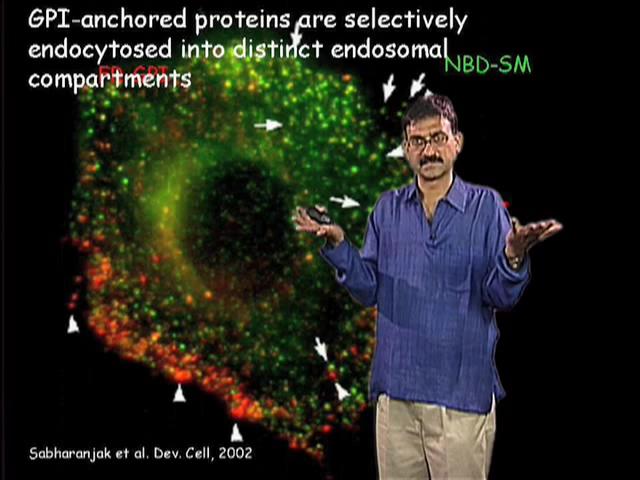 GPI-anchored proteins are selectively
endocytosed into distinct endosomal
compartments
NBD-SM
Sabharanjak et al. Dev. Cell, 2002